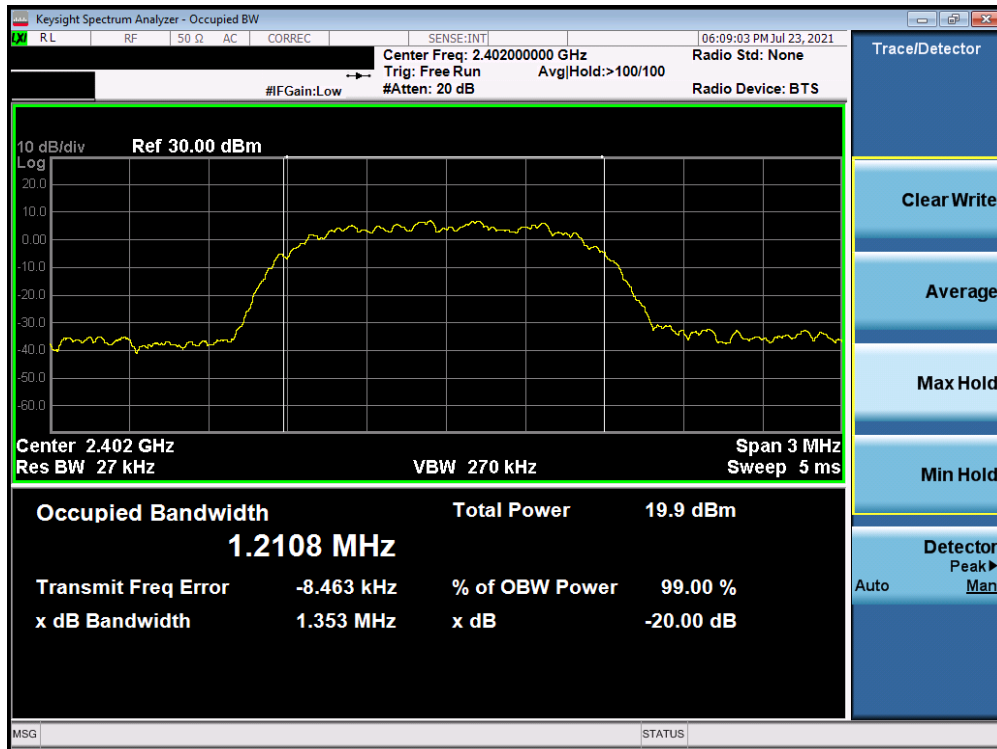 Keysight Spectrum Analyzer - Occupied BW
LXI RL RF 50 Ω AC CORREC SENSE:INT 06:09:03 PM Jul 23, 2021
Center Freq: 2.402000000 GHz Radio Std: None
Trig: Free Run Avg|Hold:>100/100
#IFGain:Low #Atten: 20 dB Radio Device: BTS
Trace/Detector
10 dB/div Ref 30.00 dBm
Log
20.0
10.0
0.00
-10.0
-20.0
-30.0
-40.0
-50.0
-60.0
Center 2.402 GHz Span 3 MHz
Res BW 27 kHz VBW 270 kHz Sweep 5 ms
Occupied Bandwidth Total Power 19.9 dBm
1.2108 MHz
Transmit Freq Error -8.463 kHz % of OBW Power 99.00 %
x dB Bandwidth 1.353 MHz x dB -20.00 dB
Clear Write
Average
Max Hold
Min Hold
Detector
Peak▶
Auto Man
MSG STATUS